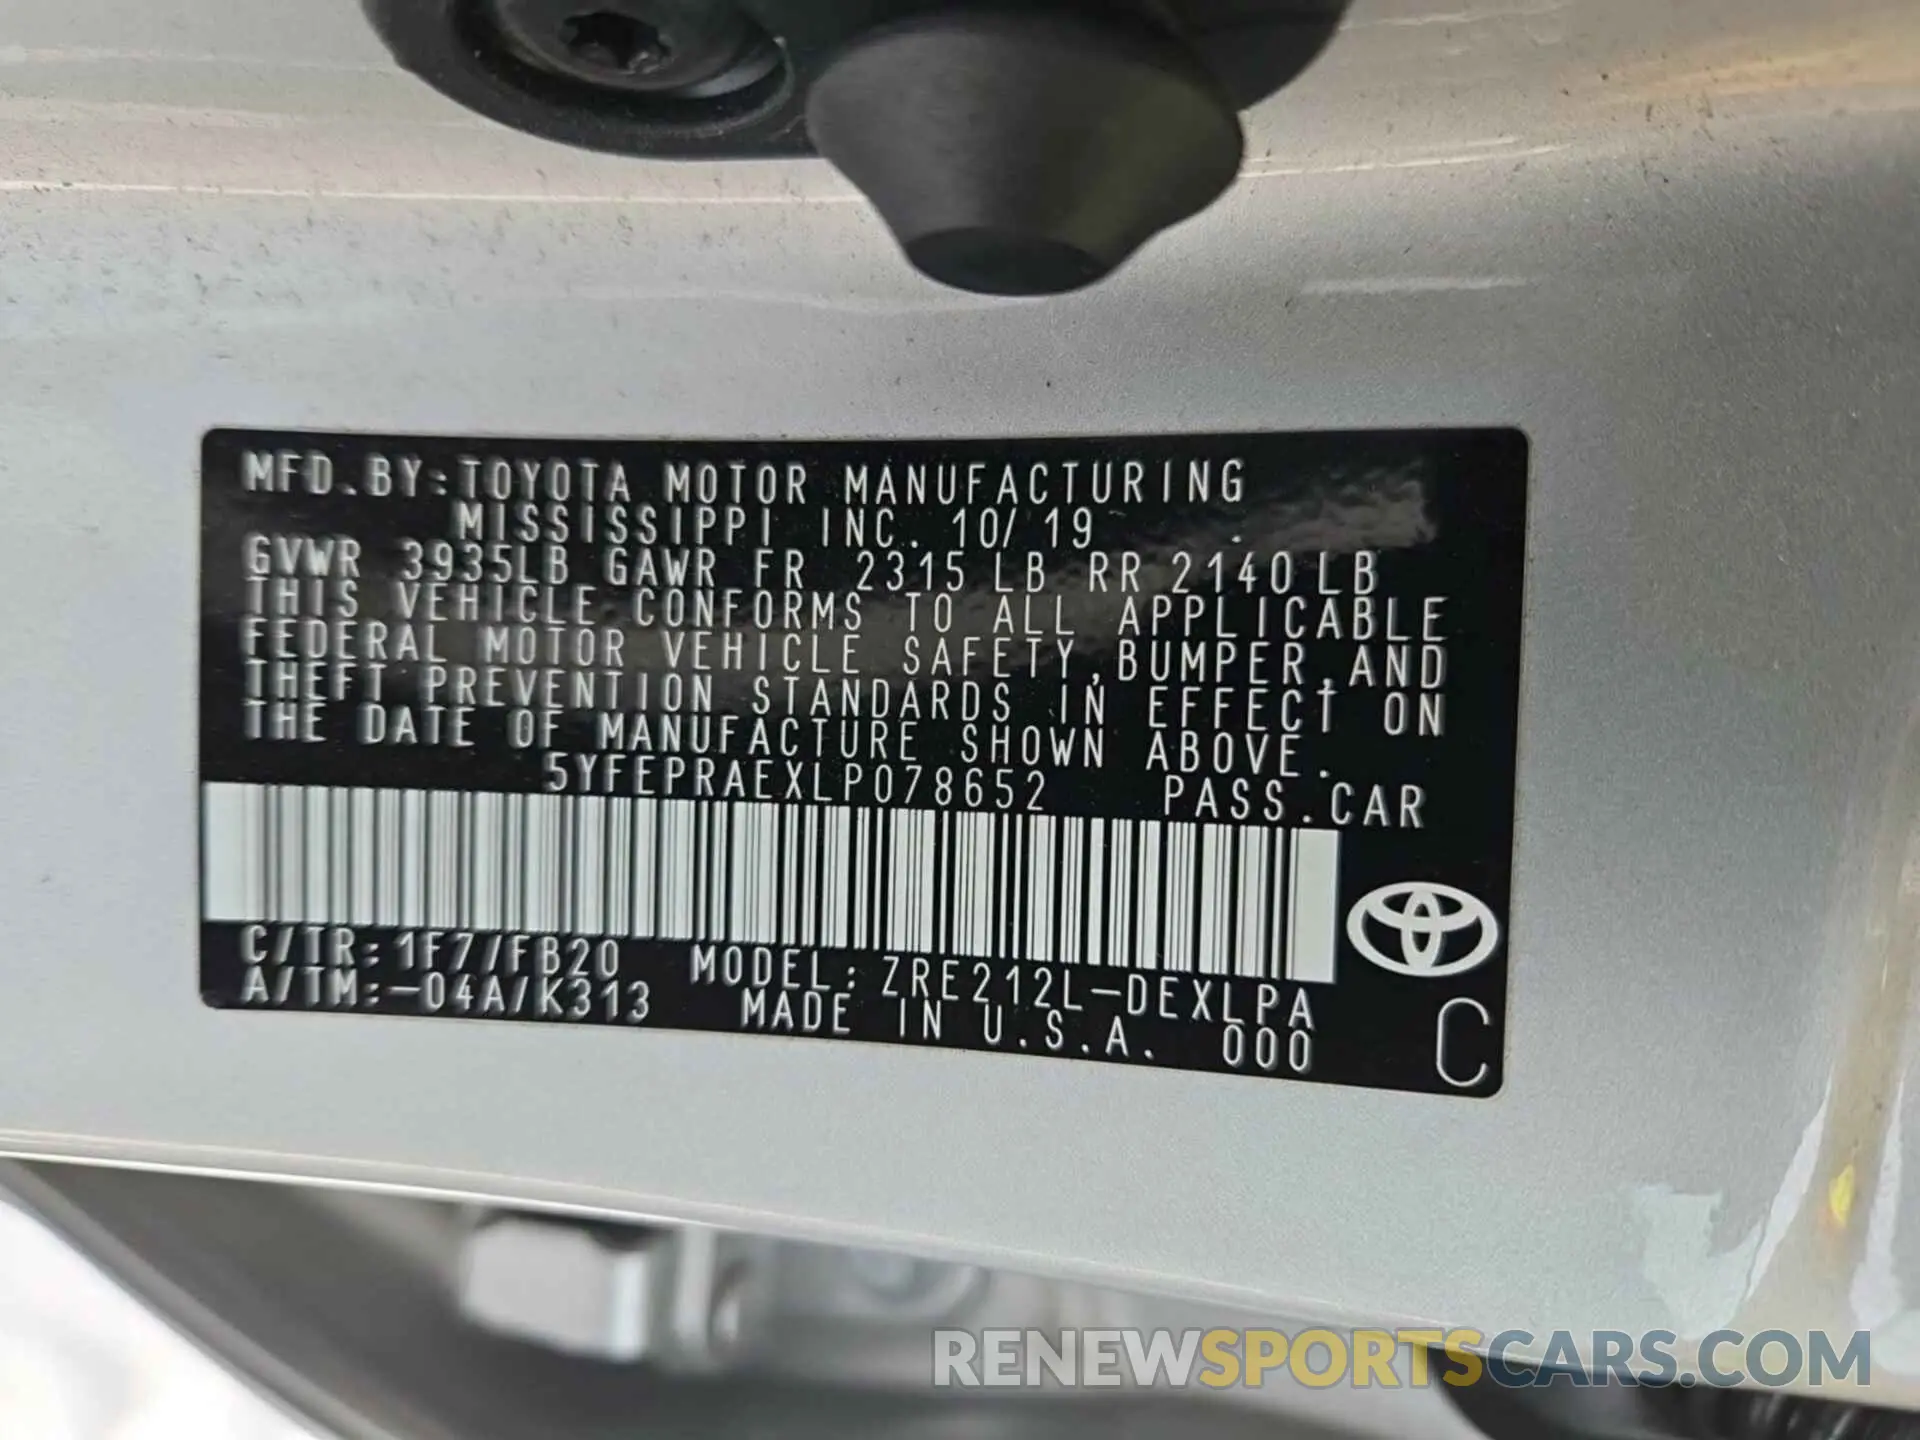 MFD.BY:TOYOTA MOTOR MANUFACTURING
MISSISSIPPI INC. 10/19
GVWR 3935LB GAWR FR 2315 LB RR 2140 LB
THIS VEHICLE CONFORMS TO ALL APPLICABLE
FEDERAL MOTOR VEHICLE SAFETY,BUMPER,AND
THEFT PREVENTION STANDARDS IN EFFECT ON
THE DATE OF MANUFACTURE SHOWN ABOVE.
5YFEPRAEXLP078652 PASS.CAR
C/TR:1F7/FB20 MODEL:ZRE212L-DEXLPA
A/TM:-04A/K313 MADE IN U.S.A. 000
C
RENEWSPORTSCARS.COM